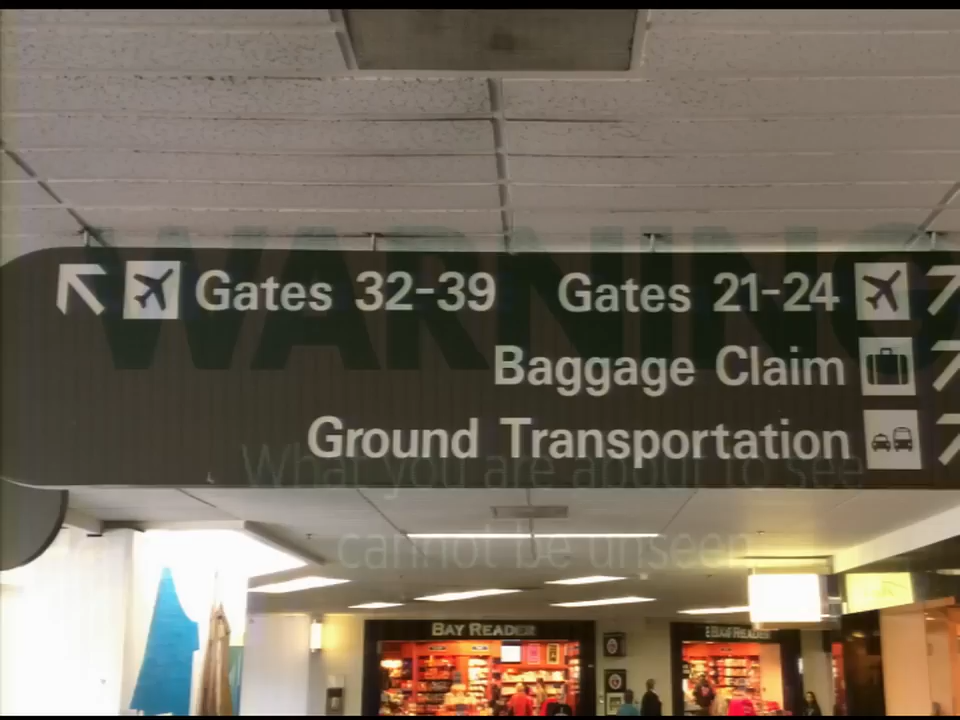 WARNING
Gates 32-39 Gates 21-24
Baggage Claim
Ground Transportation
What you are about to see
cannot be unseen
BAY READER
BAY READER